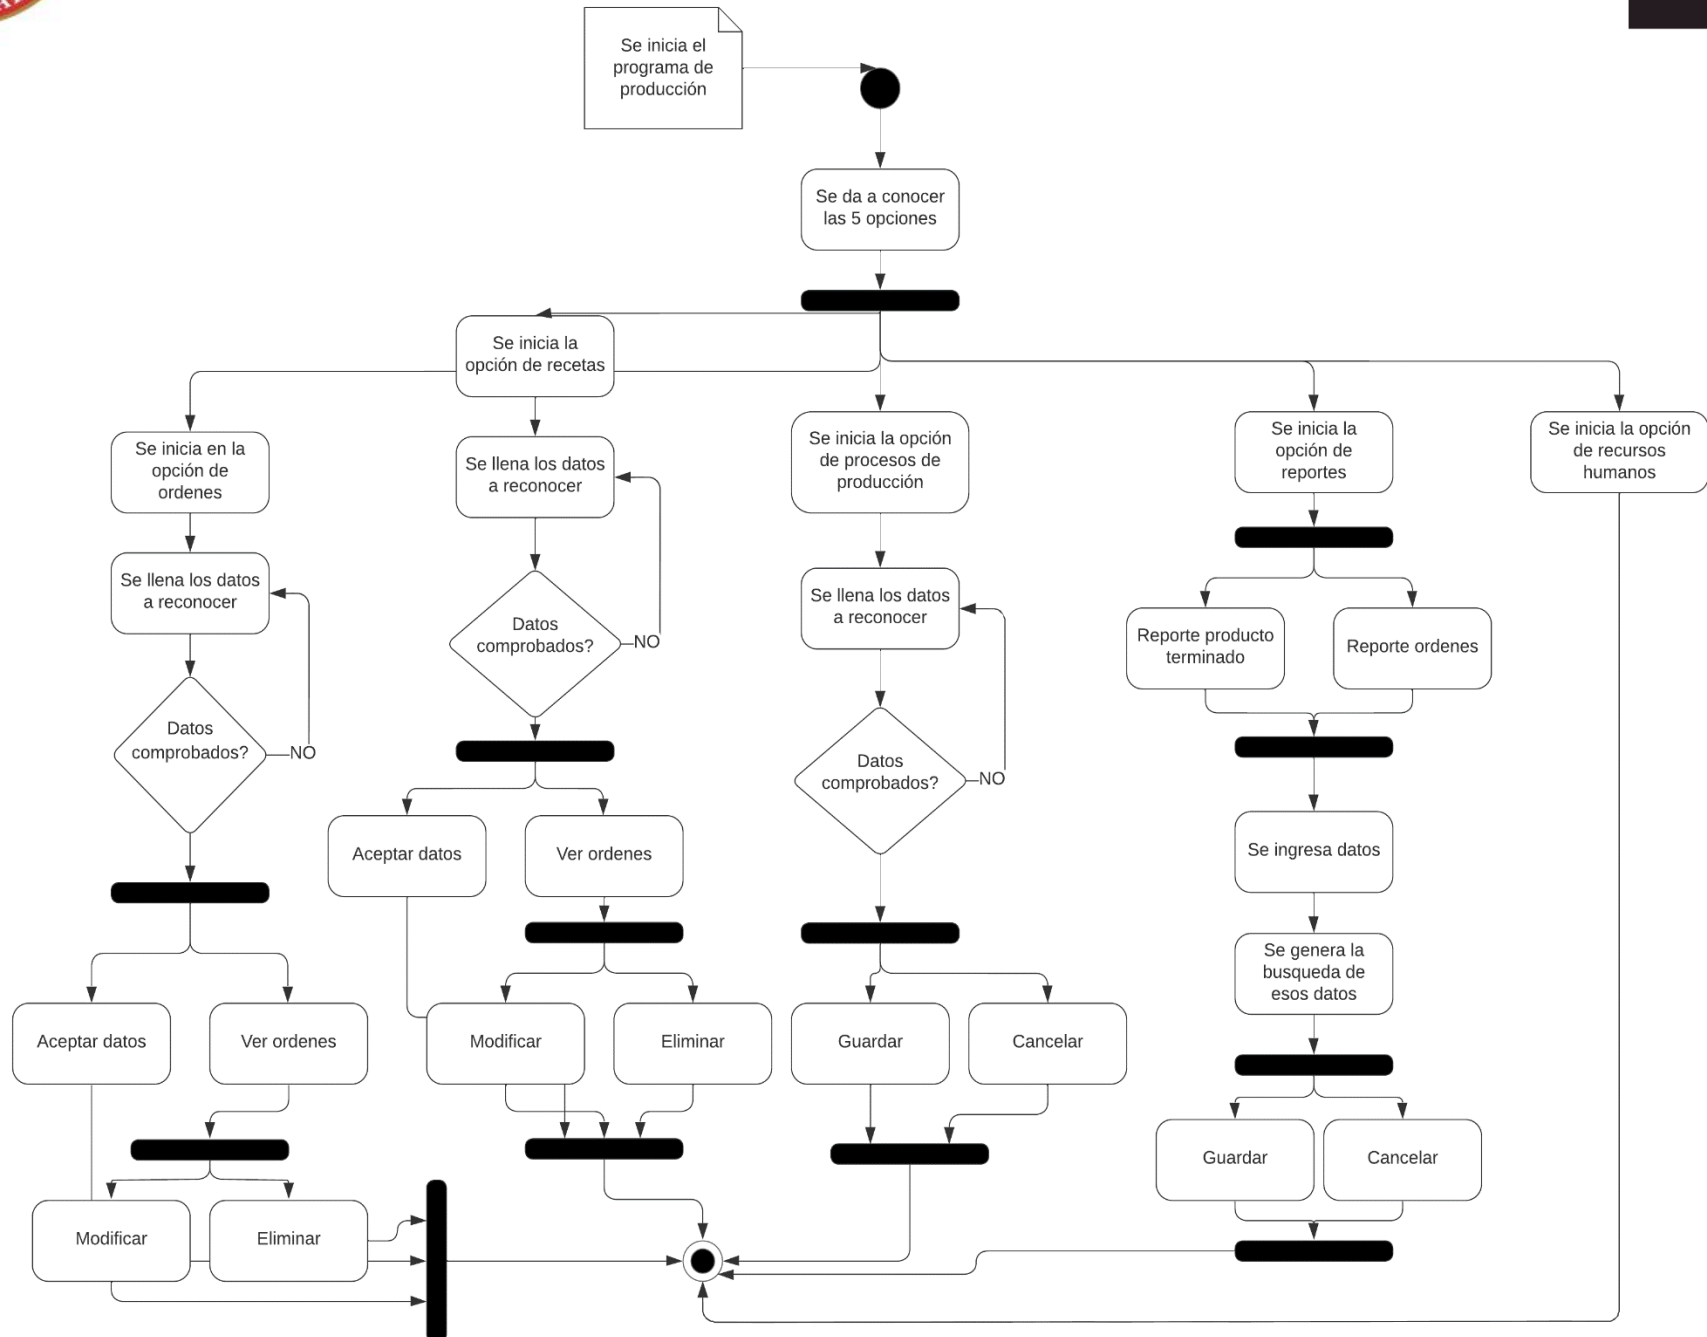 Se inicia el
programa de
producción
Se da a conocer
las 5 opciones
Se inicia la
opción de recetas
Se inicia en la
opción de
ordenes
Se llena los datos
a reconocer
Se inicia la opción
de procesos de
producción
Se inicia la
opción de
reportes
Se inicia la opción
de recursos
humanos
Se llena los datos
a reconocer
Datos
comprobados?
NO
Se llena los datos
a reconocer
Reporte producto
terminado
Reporte ordenes
Datos
comprobados?
NO
Datos
comprobados?
NO
Aceptar datos
Ver ordenes
Se ingresa datos
Se genera la
busqueda de
esos datos
Aceptar datos
Ver ordenes
Modificar
Eliminar
Guardar
Cancelar
Guardar
Cancelar
Modificar
Eliminar